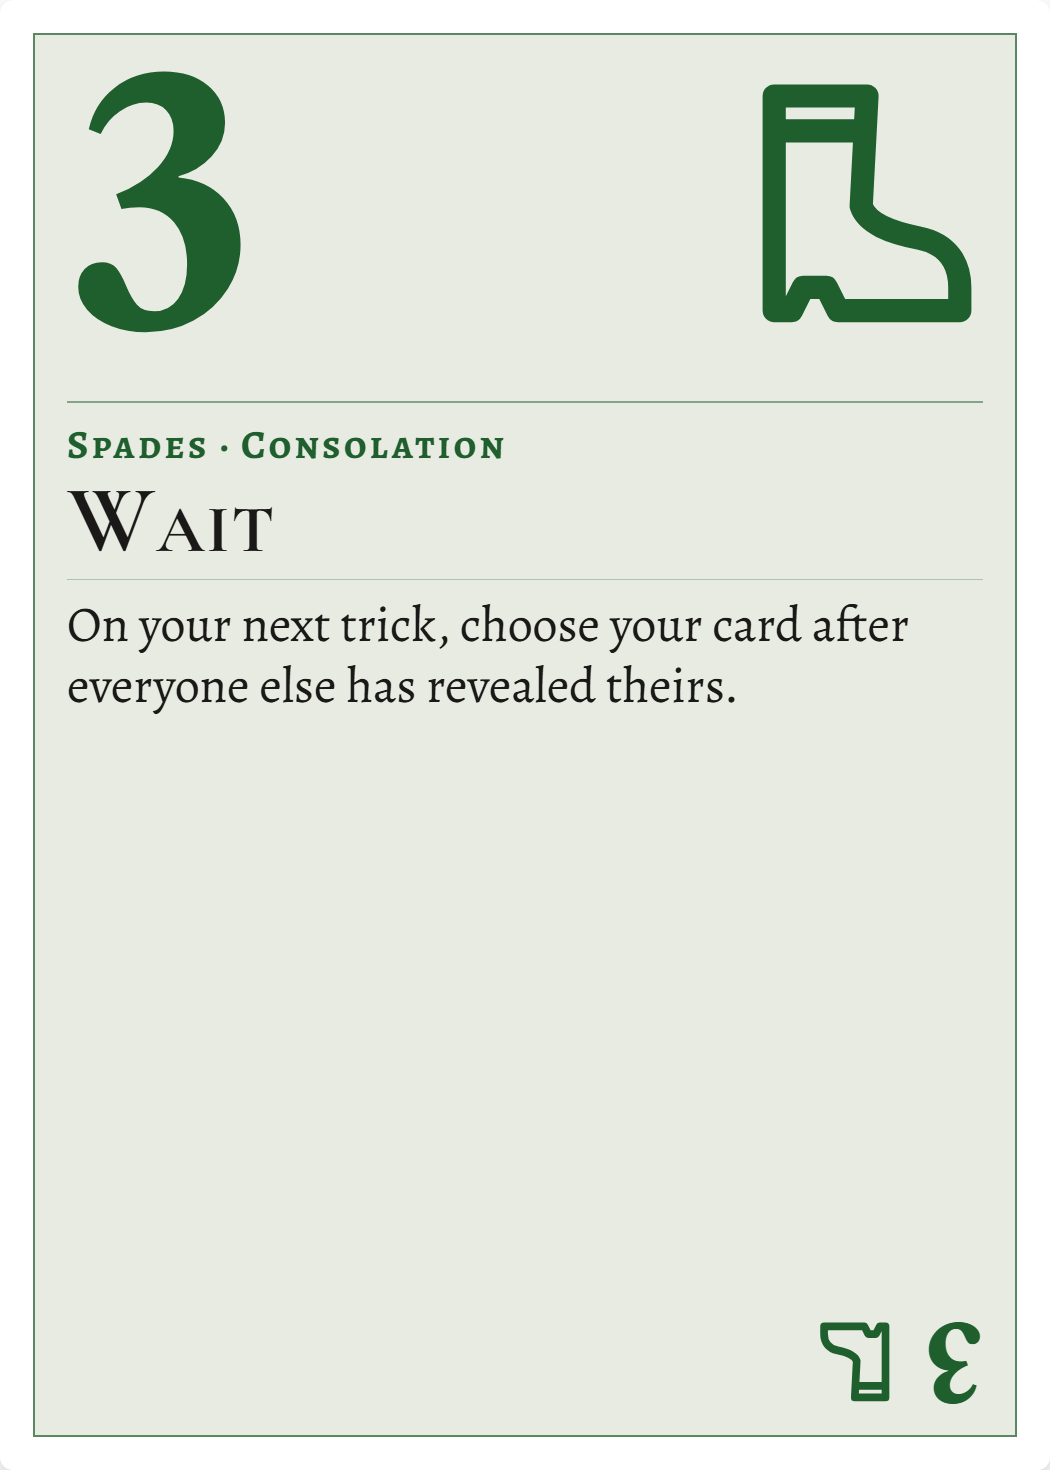 3
Spades · Consolation
Wait
On your next trick, choose your card after
everyone else has revealed theirs.
3